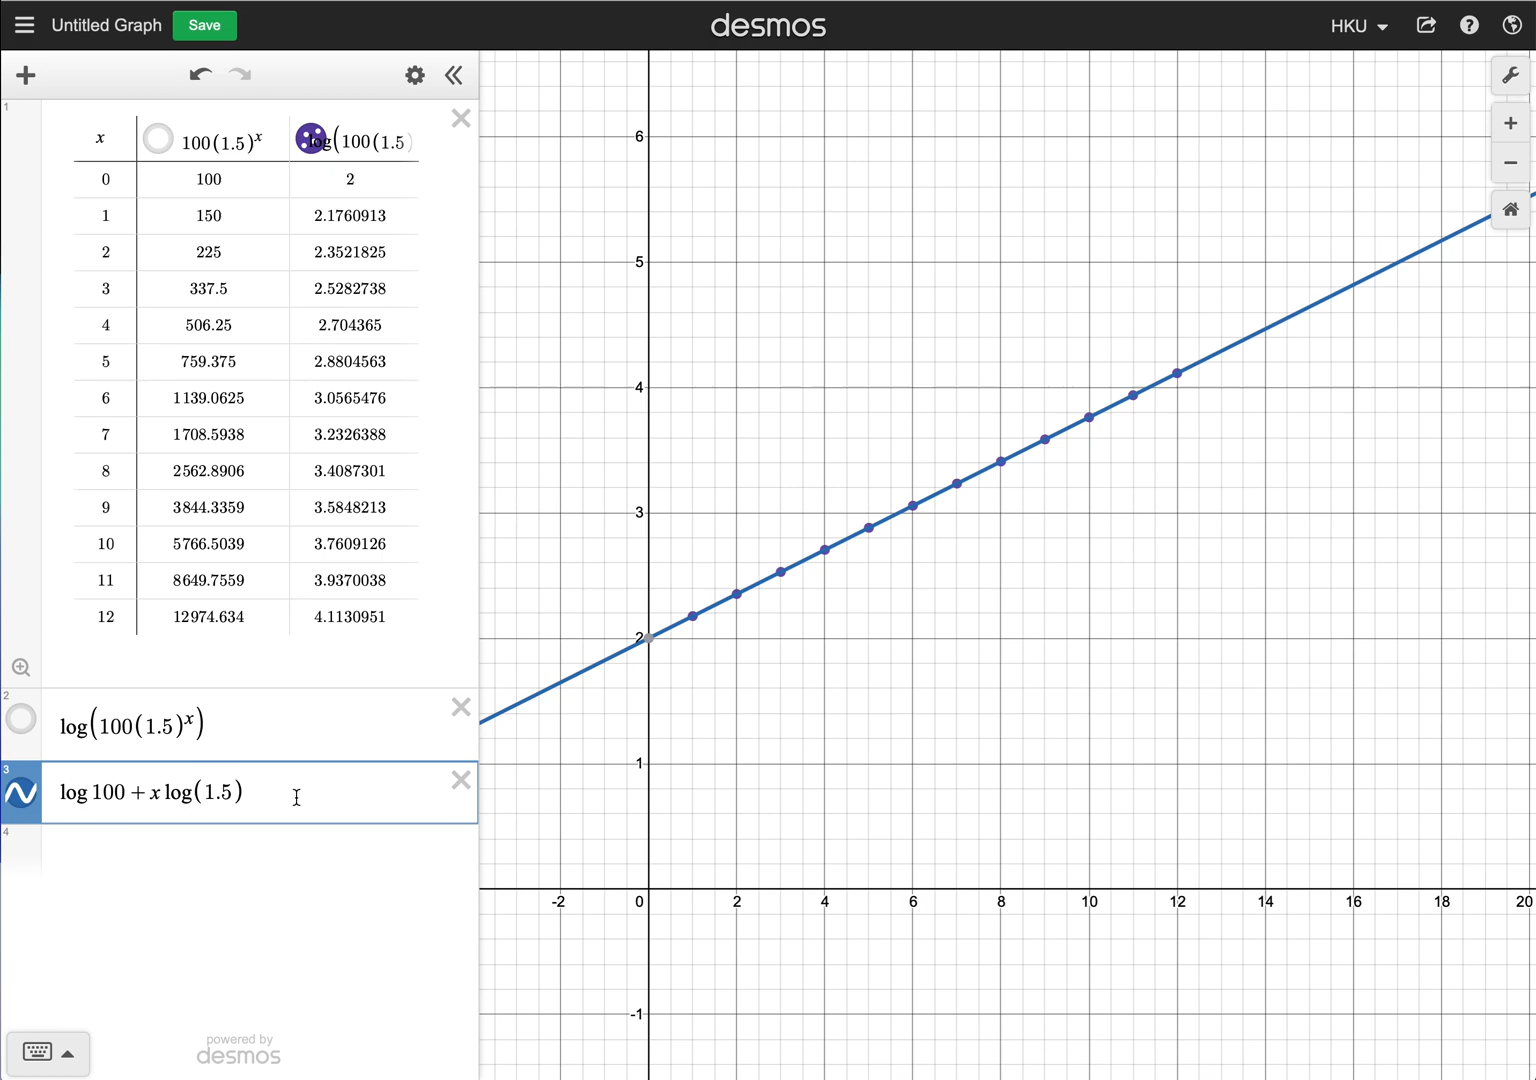 Untitled Graph Save desmos HKU
1
x 100(1.5)^x log(100(1.5)
0 100 2
1 150 2.1760913
2 225 2.3521825
3 337.5 2.5282738
4 506.25 2.704365
5 759.375 2.8804563
6 1139.0625 3.0565476
7 1708.5938 3.2326388
8 2562.8906 3.4087301
9 3844.3359 3.5848213
10 5766.5039 3.7609126
11 8649.7559 3.9370038
12 12974.634 4.1130951
2
log(100(1.5)^x)
3
log 100 + x log(1.5)
4
powered by
desmos
6
5
4
3
2
1
-2 0 2 4 6 8 10 12 14 16 18 20
-1